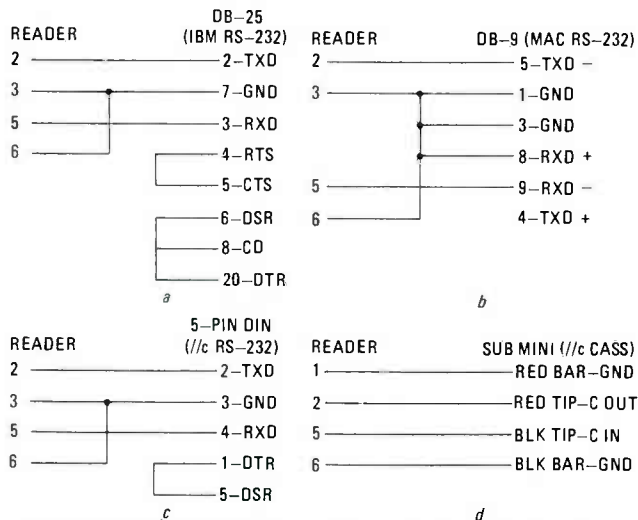 DB-25
READER (IBM RS-232)
2 2-TXD
3 7-GND
5 3-RXD
6 4-RTS
5-CTS
6-DSR
8-CD
20-DTR
a
READER DB-9 (MAC RS-232)
2 5-TXD -
3 1-GND
3-GND
8-RXD +
5 9-RXD -
6 4-TXD +
b
5-PIN DIN
READER (//c RS-232)
2 2-TXD
3 3-GND
5 4-RXD
6 1-DTR
5-DSR
c
READER SUB MINI (//c CASS)
1 RED BAR-GND
2 RED TIP-C OUT
5 BLK TIP-C IN
6 BLK BAR-GND
d